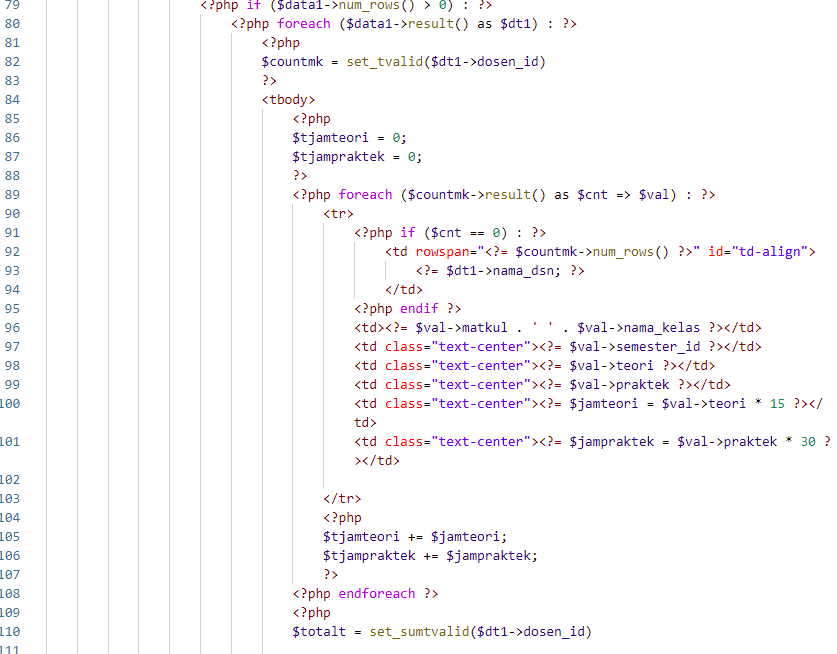 79 <?php if ($data1->num_rows() > 0) : ?>
80 <?php foreach ($data1->result() as $dt1) : ?>
81 <?php
82 $countmk = set_tvalid($dt1->dosen_id)
83 ?>
84 <tbody>
85 <?php
86 $tjamteori = 0;
87 $tjampraktek = 0;
88 ?>
89 <?php foreach ($countmk->result() as $cnt => $val) : ?>
90 <tr>
91 <?php if ($cnt == 0) : ?>
92 <td rowspan="<?= $countmk->num_rows() ?>" id="td-align">
93 <?= $dt1->nama_dsn; ?>
94 </td>
95 <?php endif ?>
96 <td><?= $val->matkul . ' ' . $val->nama_kelas ?></td>
97 <td class="text-center"><?= $val->semester_id ?></td>
98 <td class="text-center"><?= $val->teori ?></td>
99 <td class="text-center"><?= $val->praktek ?></td>
100 <td class="text-center"><?= $jamteori = $val->teori * 15 ?></
td>
101 <td class="text-center"><?= $jampraktek = $val->praktek * 30 ?
></td>
102
103 </tr>
104 <?php
105 $tjamteori += $jamteori;
106 $tjampraktek += $jampraktek;
107 ?>
108 <?php endforeach ?>
109 <?php
110 $totalt = set_sumtvalid($dt1->dosen_id)
111